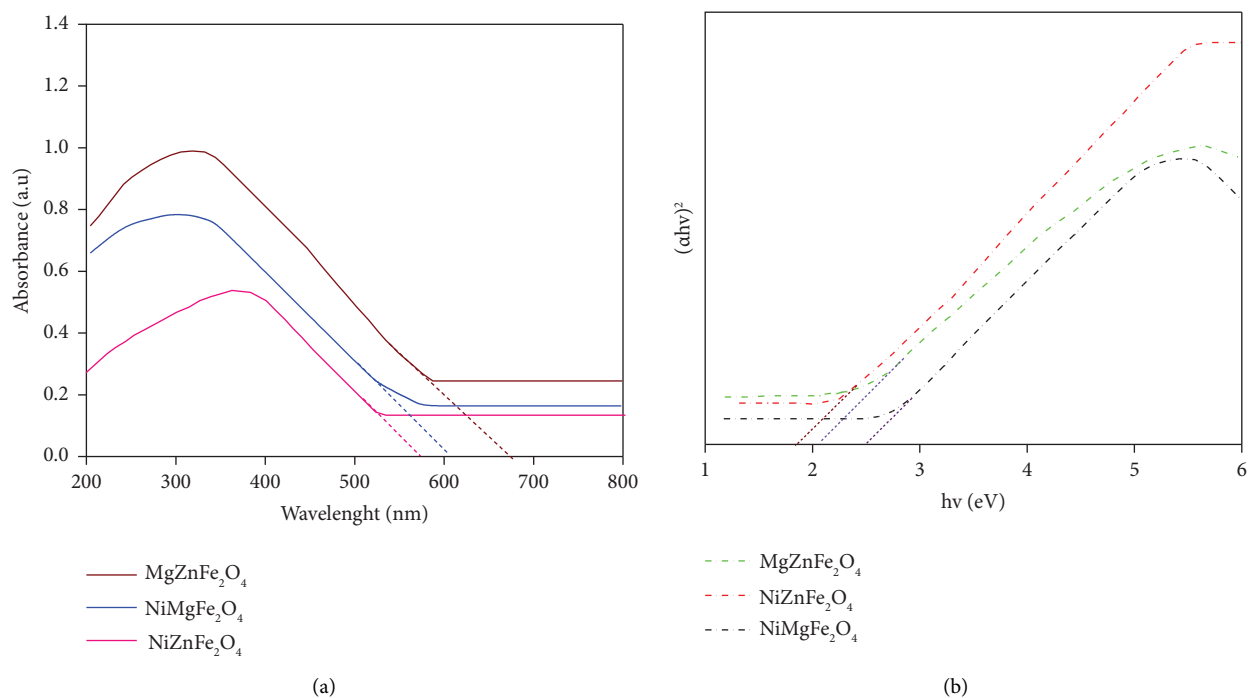 1.4
1.2
1.0
0.8
0.6
0.4
0.2
0.0
Absorbance (a.u)
200 300 400 500 600 700 800
Wavelenght (nm)
MgZnFe₂O₄
NiMgFe₂O₄
NiZnFe₂O₄
(a)
(αhv)²
1 2 3 4 5 6
hv (eV)
MgZnFe₂O₄
NiZnFe₂O₄
NiMgFe₂O₄
(b)